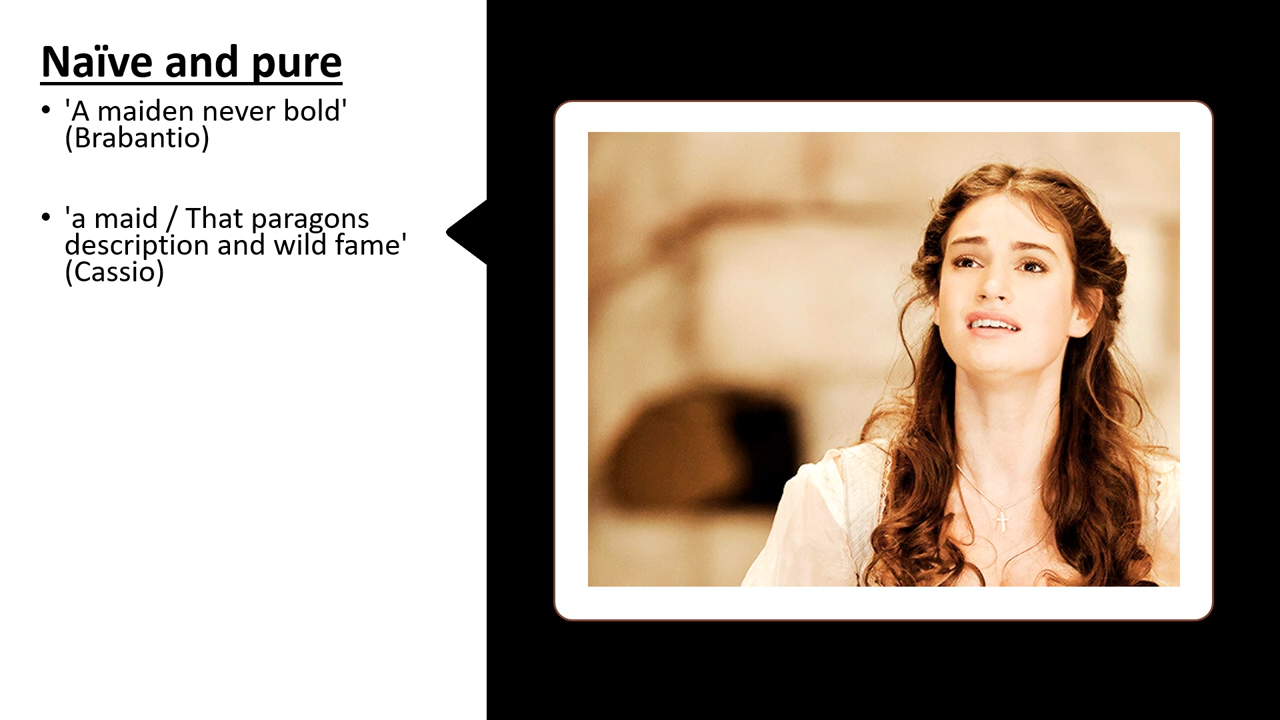 Naïve and pure
• 'A maiden never bold'
(Brabantio)
• 'a maid / That paragons
description and wild fame'
(Cassio)